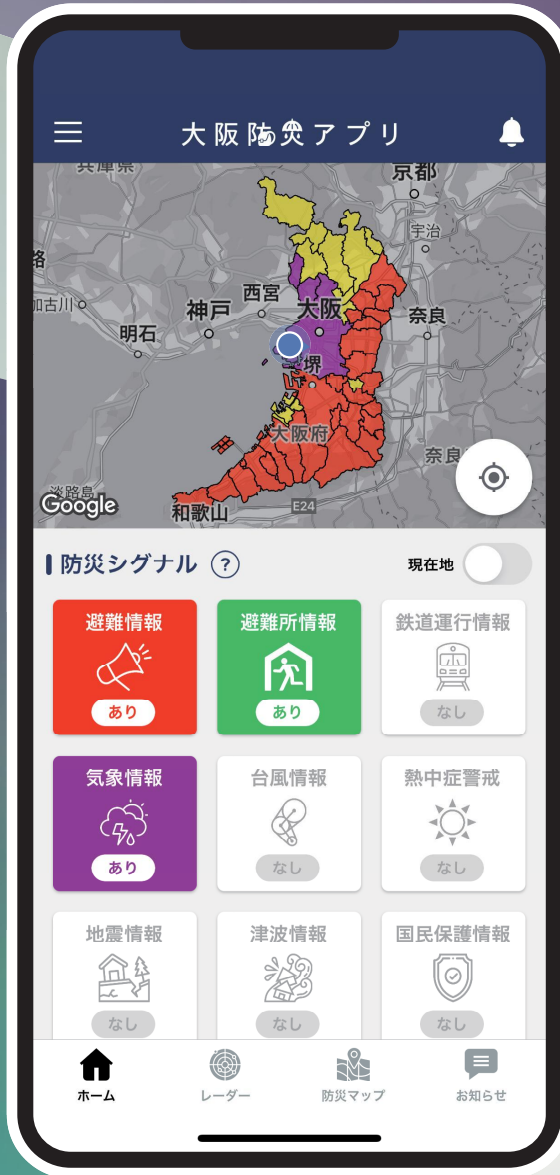 大阪防災アプリ
兵庫県
京都
宇治
路
加古川
西宮
大阪
神戸
奈良
明石
堺
大阪府
奈良
淡路島
Google
和歌山
E24
防災シグナル ?
現在地
避難情報
あり
避難所情報
あり
鉄道運行情報
なし
気象情報
あり
台風情報
なし
熱中症警戒
なし
地震情報
なし
津波情報
なし
国民保護情報
なし
ホーム
レーダー
防災マップ
お知らせ